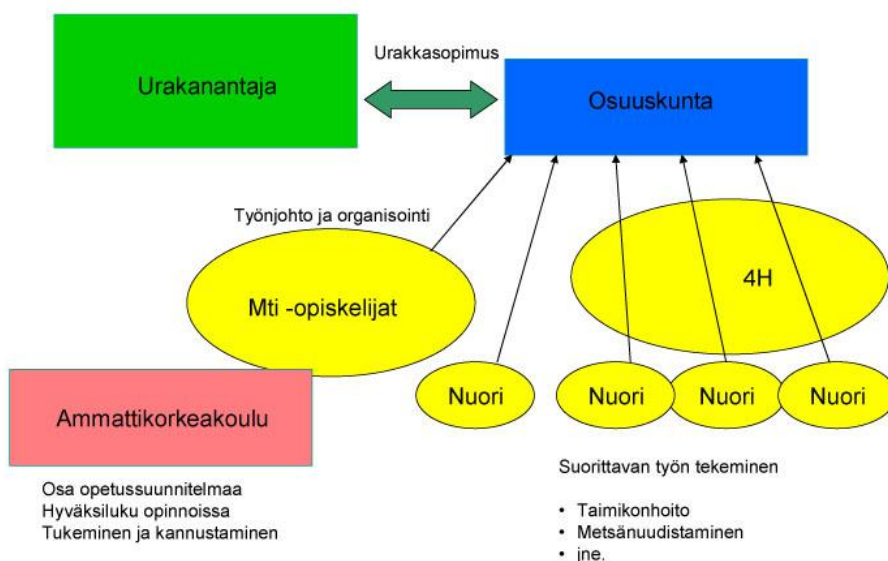 Urakkasopimus
Urakanantaja
Osuuskunta
Työnjohto ja organisointi
4H
Mti -opiskelijat
Nuori
Nuori
Nuori
Nuori
Ammattikorkeakoulu
Suorittavan työn tekeminen
Osa opetussuunnitelmaa
Hyväksiluku opinnoissa
Tukeminen ja kannustaminen
• Taimikonhoito
• Metsänuudistaminen
• jne.